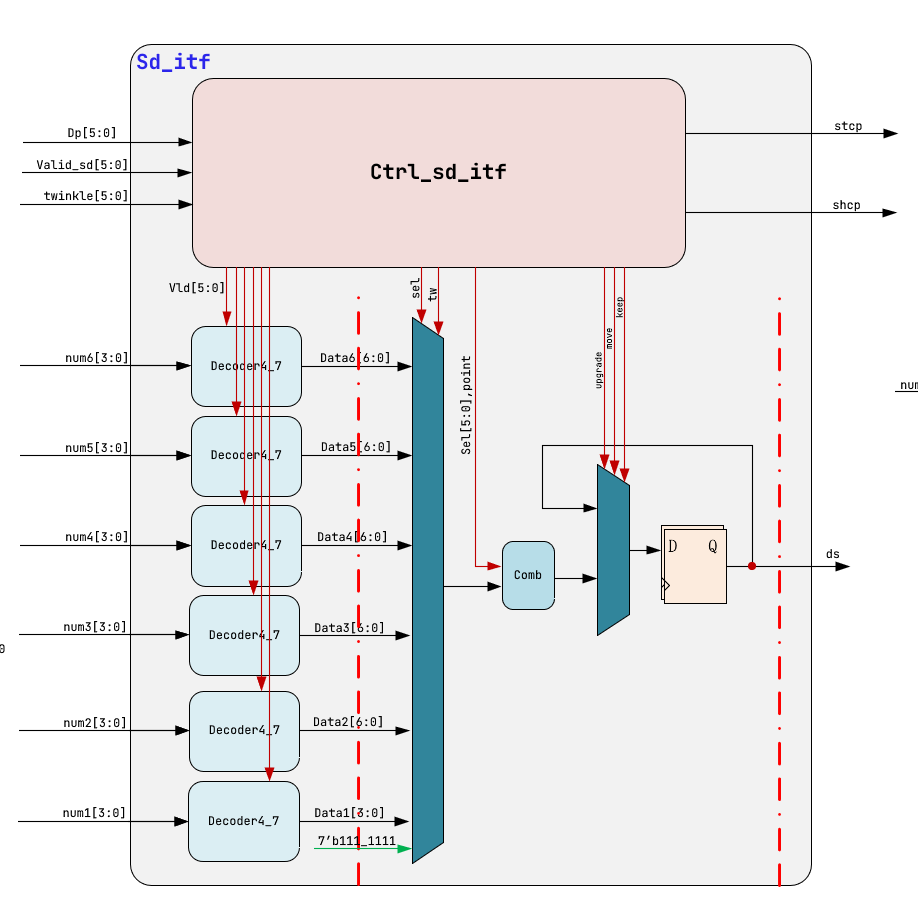 Sd_itf
Dp[5:0]
Valid_sd[5:0]
twinkle[5:0]
Ctrl_sd_itf
stcp
shcp
Vld[5:0]
sel
tw
Sel[5:0],point
upgrade
move
keep
num6[3:0]
Decoder4_7
Data6[6:0]
num
num5[3:0]
Decoder4_7
Data5[6:0]
num4[3:0]
Decoder4_7
Data4[6:0]
D
Q
ds
Comb
num3[3:0]
Decoder4_7
Data3[6:0]
0
num2[3:0]
Decoder4_7
Data2[6:0]
num1[3:0]
Decoder4_7
Data1[3:0]
7’b111_1111